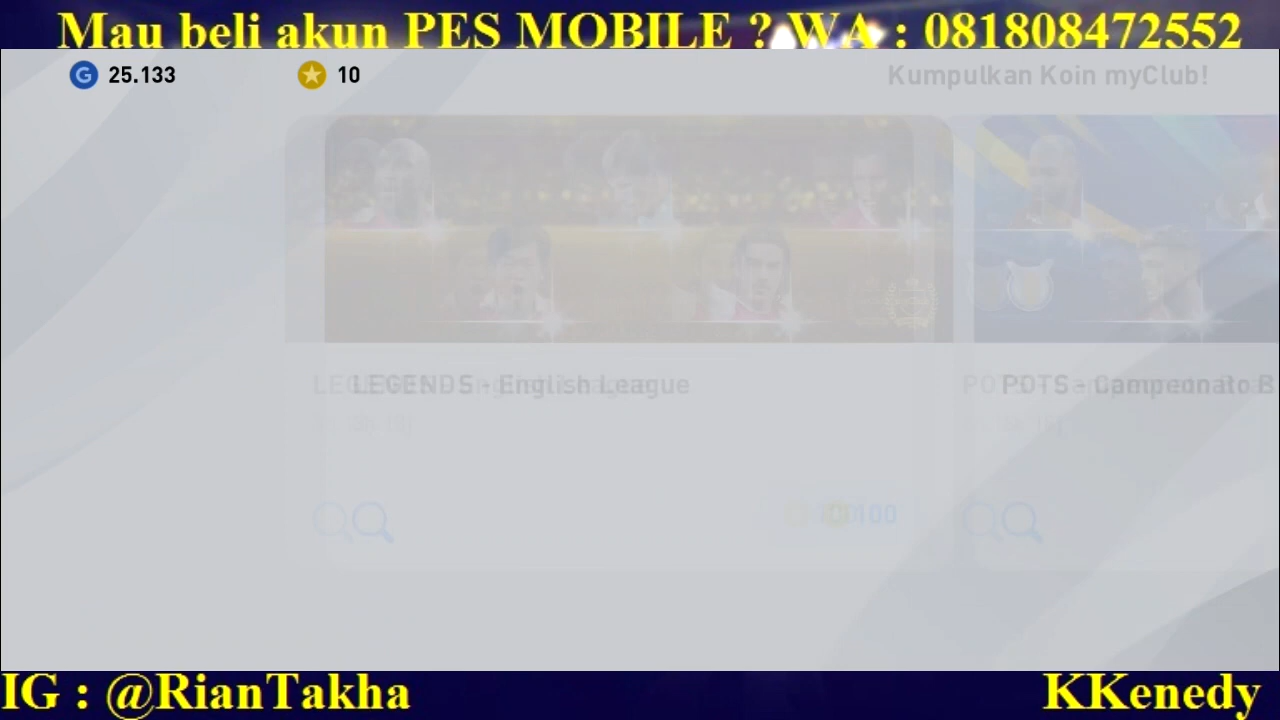 Mau beli akun PES MOBILE ? WA : 081808472552
G 25.133
10
Kumpulkan Koin myClub!
LEGENDS - English League
POTS - Campeonato B
100
IG : @RianTakha
KKenedy